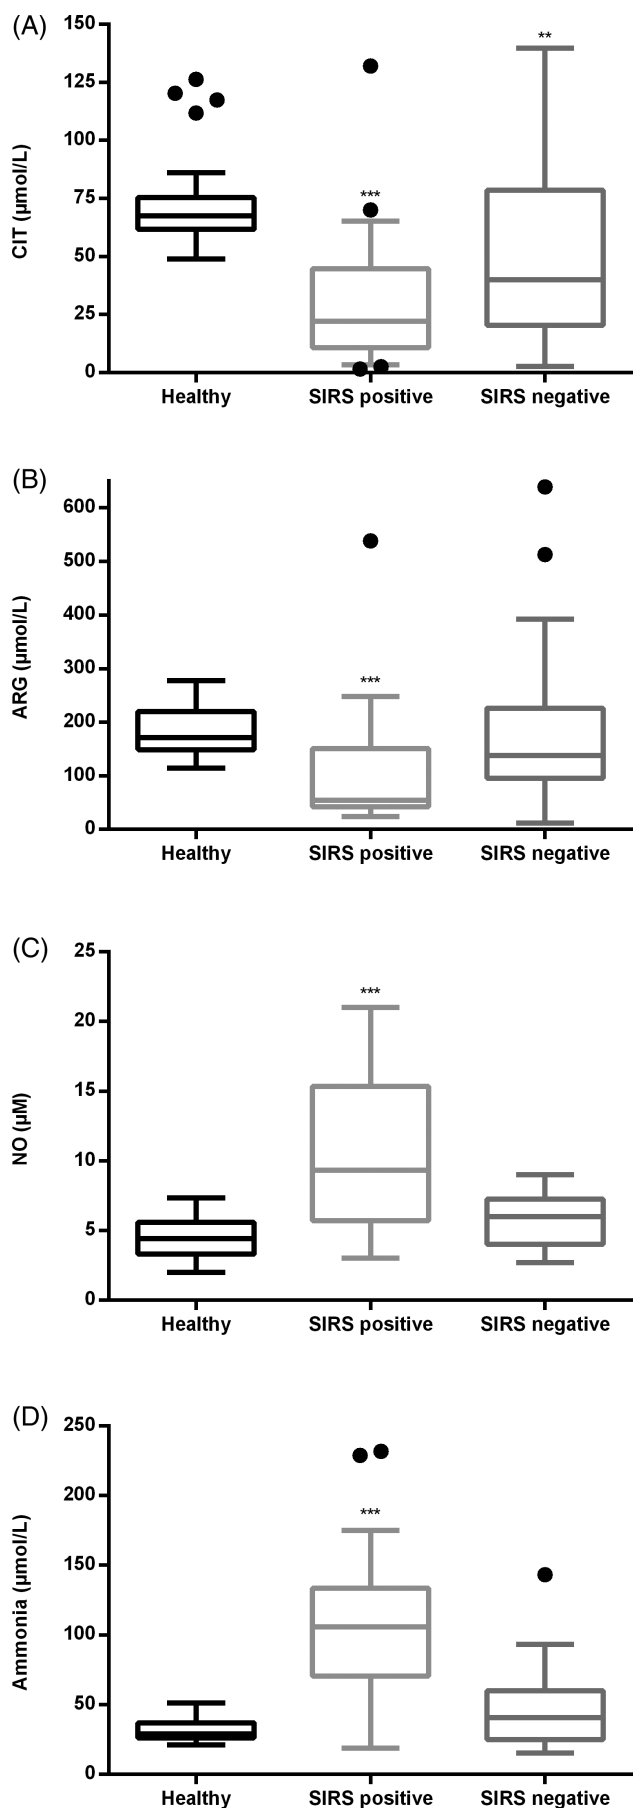 (A)
CIT (µmol/L)
150
125
100
75
50
25
0
**
***
Healthy SIRS positive SIRS negative
(B)
ARG (µmol/L)
600
500
400
300
200
100
0
***
Healthy SIRS positive SIRS negative
(C)
NO (µM)
25
20
15
10
5
0
***
Healthy SIRS positive SIRS negative
(D)
Ammonia (µmol/L)
250
200
150
100
50
0
***
Healthy SIRS positive SIRS negative